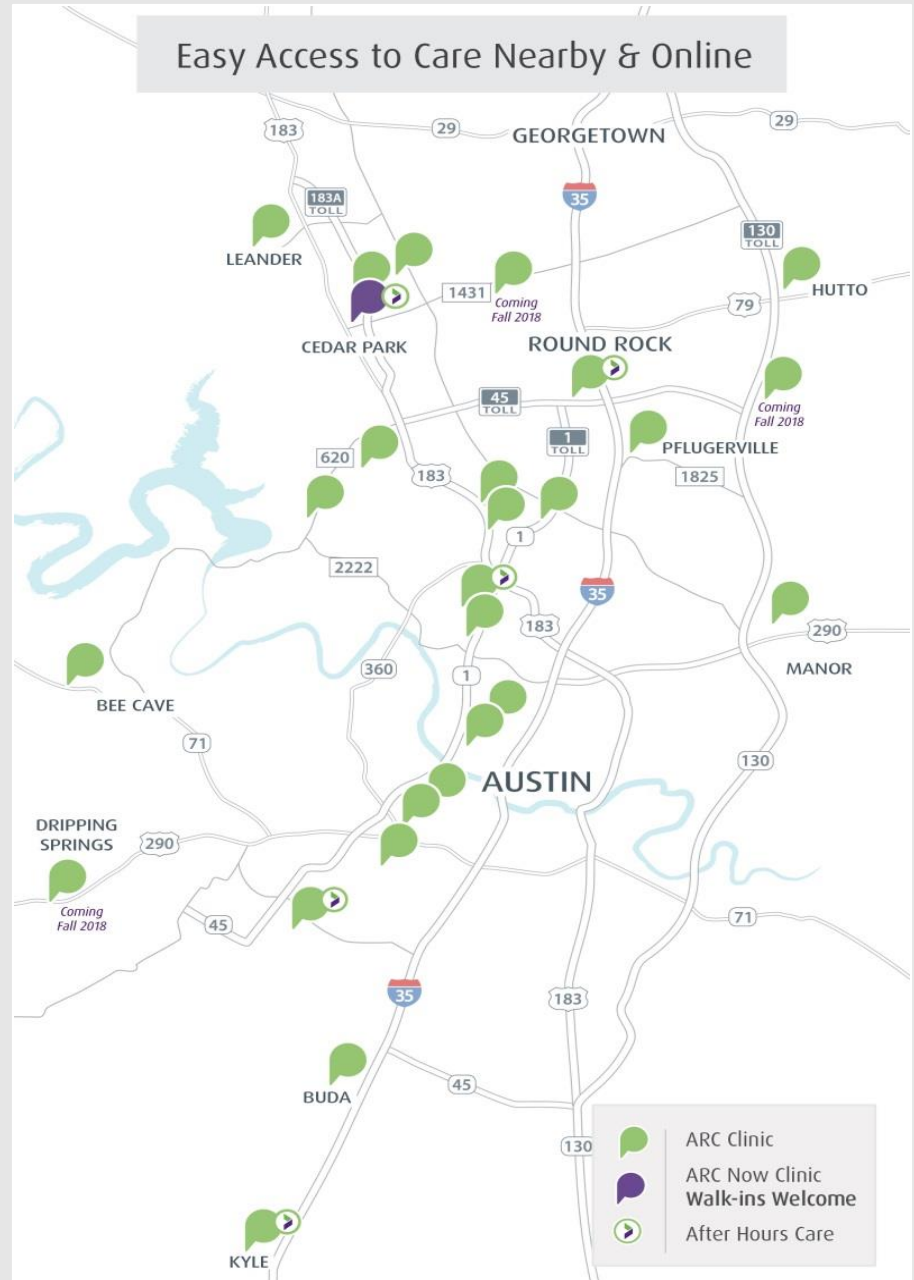 Easy Access to Care Nearby & Online
183
29
GEORGETOWN
29
183A
TOLL
35
130
TOLL
LEANDER
HUTTO
1431
Coming
Fall 2018
79
CEDAR PARK
ROUND ROCK
45
TOLL
Coming
Fall 2018
1
TOLL
620
183
PFLUGERVILLE
1825
1
2222
35
183
290
MANOR
360
1
BEE CAVE
71
130
AUSTIN
DRIPPING
SPRINGS
290
Coming
Fall 2018
45
71
35
183
BUDA
45
130
KYLE
ARC Clinic
ARC Now Clinic
Walk-ins Welcome
After Hours Care